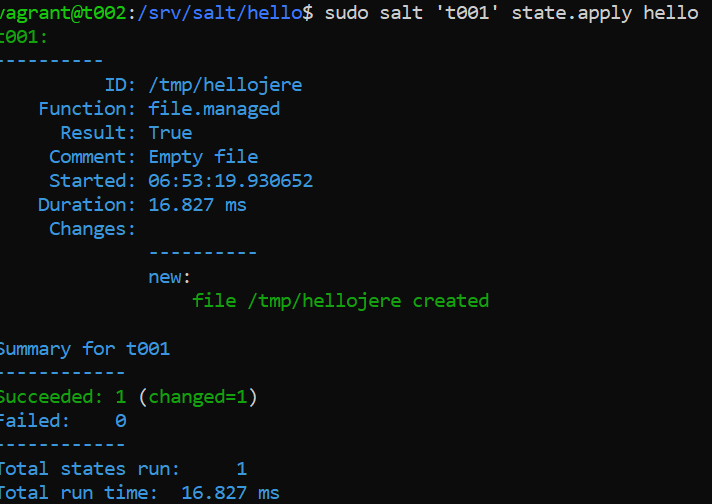 vagrant@t002:/srv/salt/hello$ sudo salt 't001' state.apply hello
t001:
----------
          ID: /tmp/hellojere
    Function: file.managed
      Result: True
     Comment: Empty file
     Started: 06:53:19.930652
    Duration: 16.827 ms
     Changes:
              ----------
              new:
                  file /tmp/hellojere created

Summary for t001
------------
Succeeded: 1 (changed=1)
Failed:    0
------------
Total states run:     1
Total run time:  16.827 ms